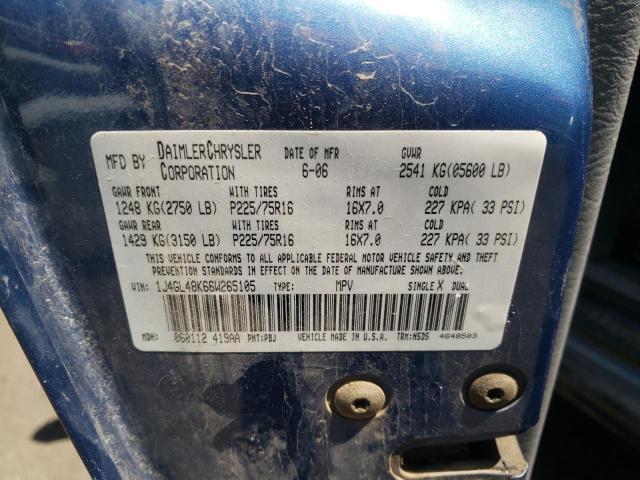 MFD BY DAIMLERCHRYSLER CORPORATION DATE OF MFR 6-06 GVWR 2541 KG(05600 LB)
GAWR FRONT WITH TIRES RIMS AT COLD
1248 KG(2750 LB) P225/75R16 16X7.0 227 KPA( 33 PSI)
GAWR REAR WITH TIRES RIMS AT COLD
1429 KG(3150 LB) P225/75R16 16X7.0 227 KPA( 33 PSI)
THIS VEHICLE CONFORMS TO ALL APPLICABLE FEDERAL MOTOR VEHICLE SAFETY AND THEFT
PREVENTION STANDARDS IN EFFECT ON THE DATE OF MANUFACTURE SHOWN ABOVE.
VIN: 1J4GL48K66W265105 TYPE: MPV SINGLE X DUAL
MDH: 060112 419AA PNT: PBJ VEHICLE MADE IN U.S.A. TRM: N5D5 4648503